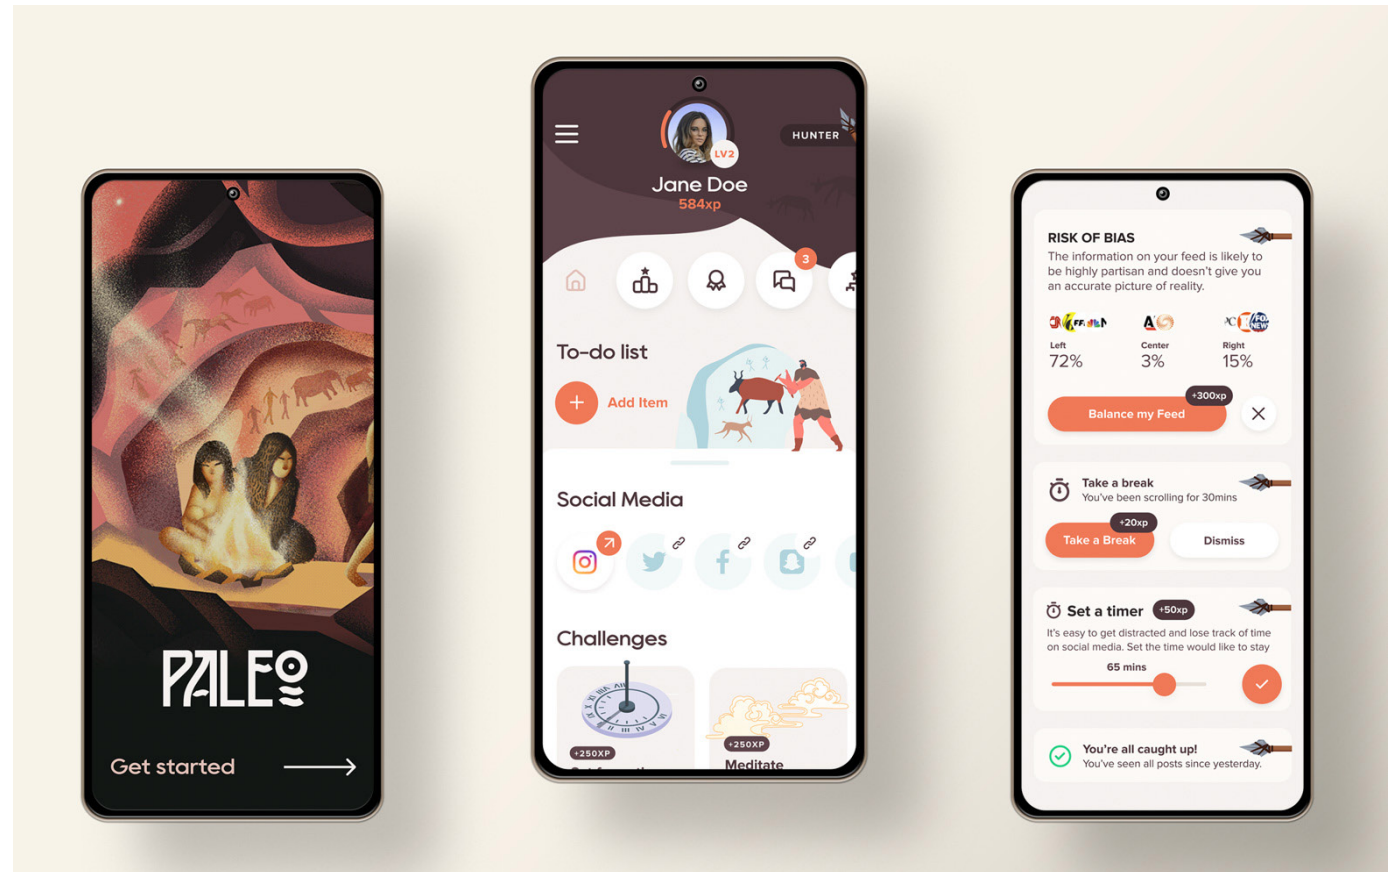 PALEO
Get started
HUNTER
LV2
Jane Doe
584xp
3
To-do list
Add Item
Social Media
Challenges
+250XP
+250XP
Meditate
RISK OF BIAS
The information on your feed is likely to
be highly partisan and doesn't give you
an accurate picture of reality.
Left
Center
Right
72%
3%
15%
+300xp
Balance my Feed
Take a break
You've been scrolling for 30mins
+20xp
Take a Break
Dismiss
Set a timer
+50xp
It's easy to get distracted and lose track of time
on social media. Set the time would like to stay
65 mins
You're all caught up!
You've seen all posts since yesterday.